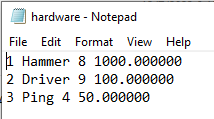 hardware - Notepad
File Edit Format View Help
1 Hammer 8 1000.000000
2 Driver 9 100.000000
3 Ping 4 50.000000